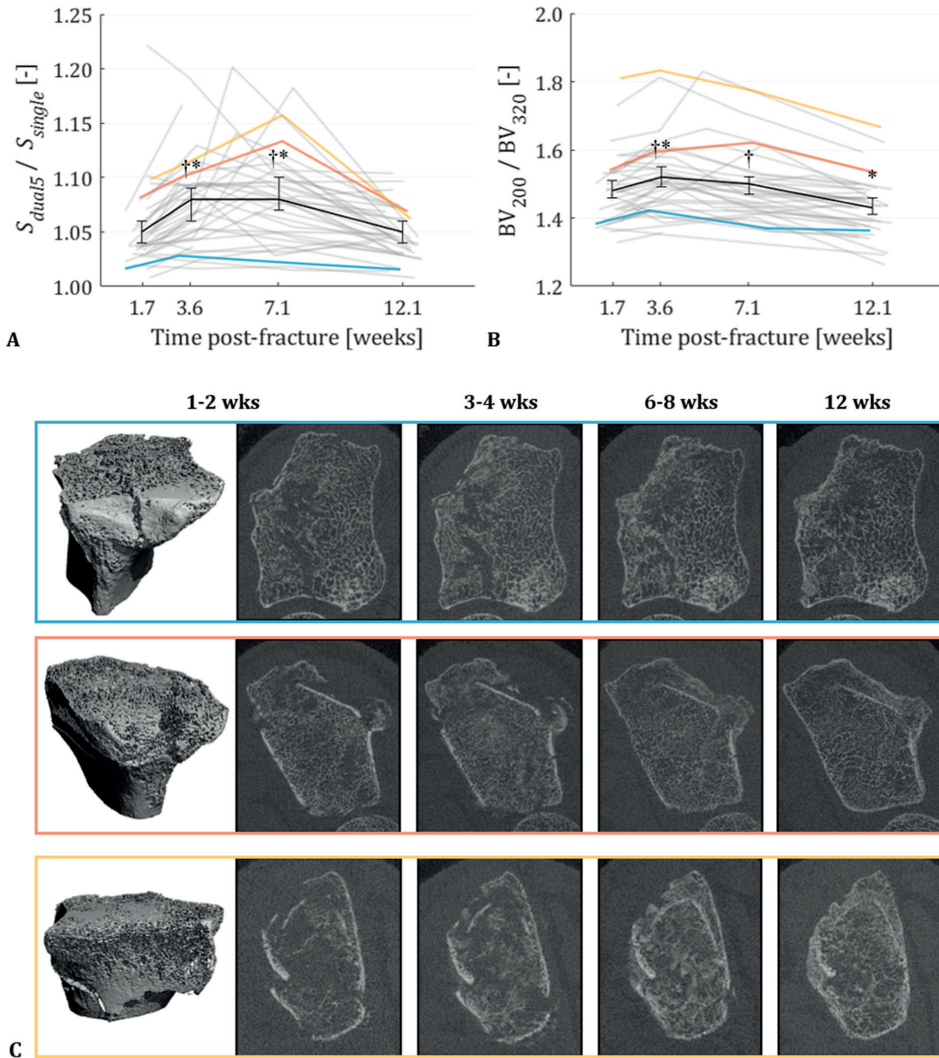 1.25
1.20
1.15
1.10
1.05
1.00
S_dual5 / S_single [-]
†* †*
1.7 3.6 7.1 12.1
Time post-fracture [weeks]
A
2.0
1.8
1.6
1.4
1.2
BV_200 / BV_320 [-]
†* † *
1.7 3.6 7.1 12.1
Time post-fracture [weeks]
B
1-2 wks 3-4 wks 6-8 wks 12 wks
C